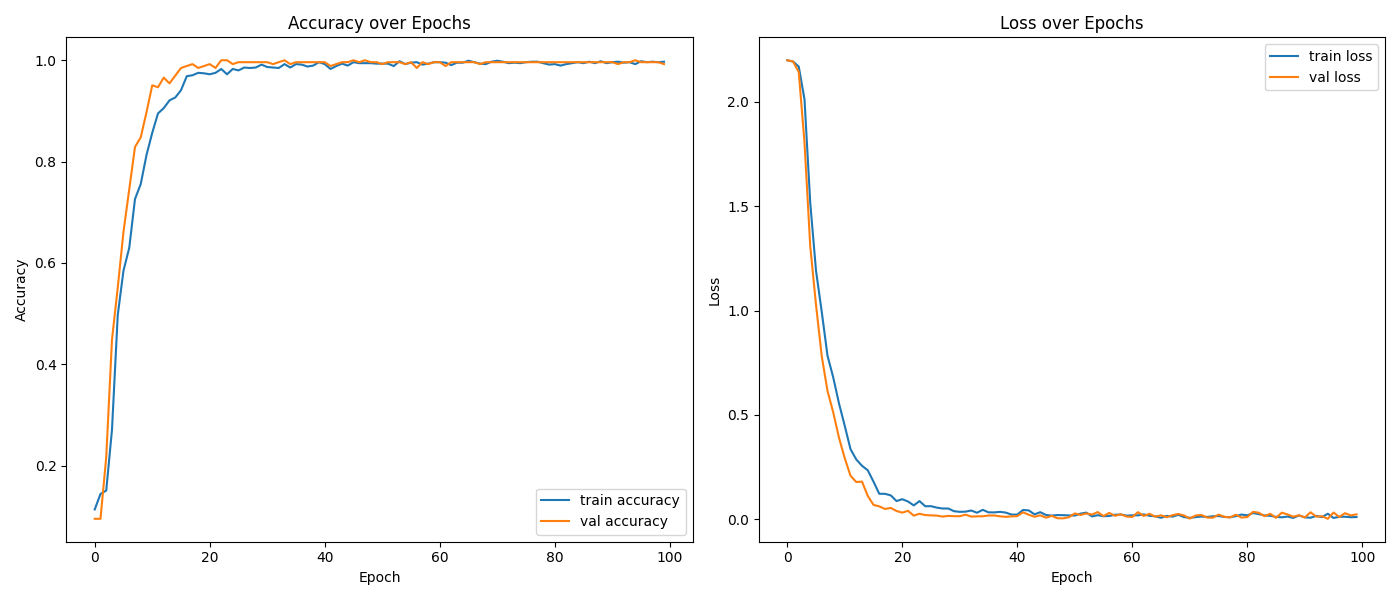 Accuracy over Epochs
1.0
0.8
0.6
0.4
0.2
Accuracy
train accuracy
val accuracy
0 20 40 60 80 100
Epoch
Loss over Epochs
train loss
val loss
2.0
1.5
1.0
0.5
0.0
Loss
0 20 40 60 80 100
Epoch